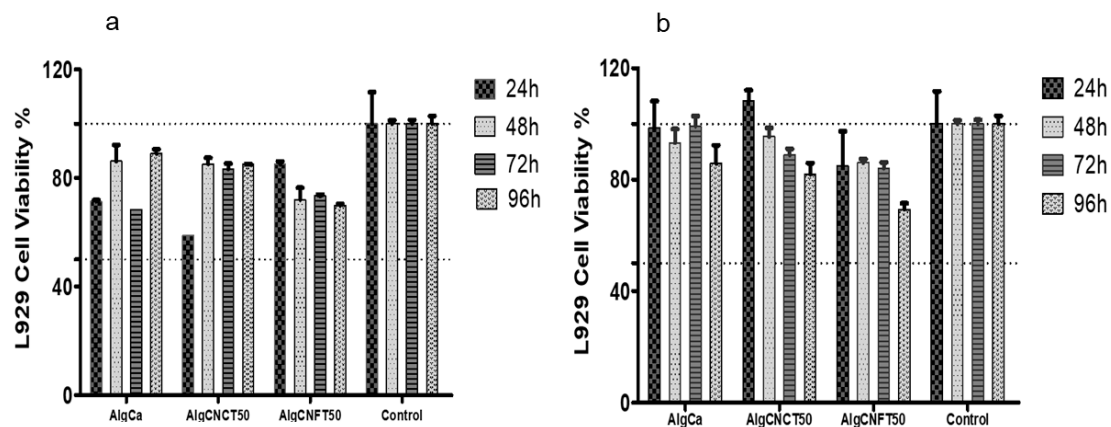 a
L929 Cell Viability %
120
80
40
0
AlgCa AlgCNCT50 AlgCNFT50 Control
24h
48h
72h
96h
b
L929 Cell Viability %
120
80
40
0
AlgCa AlgCNCT50 AlgCNFT50 Control
24h
48h
72h
96h